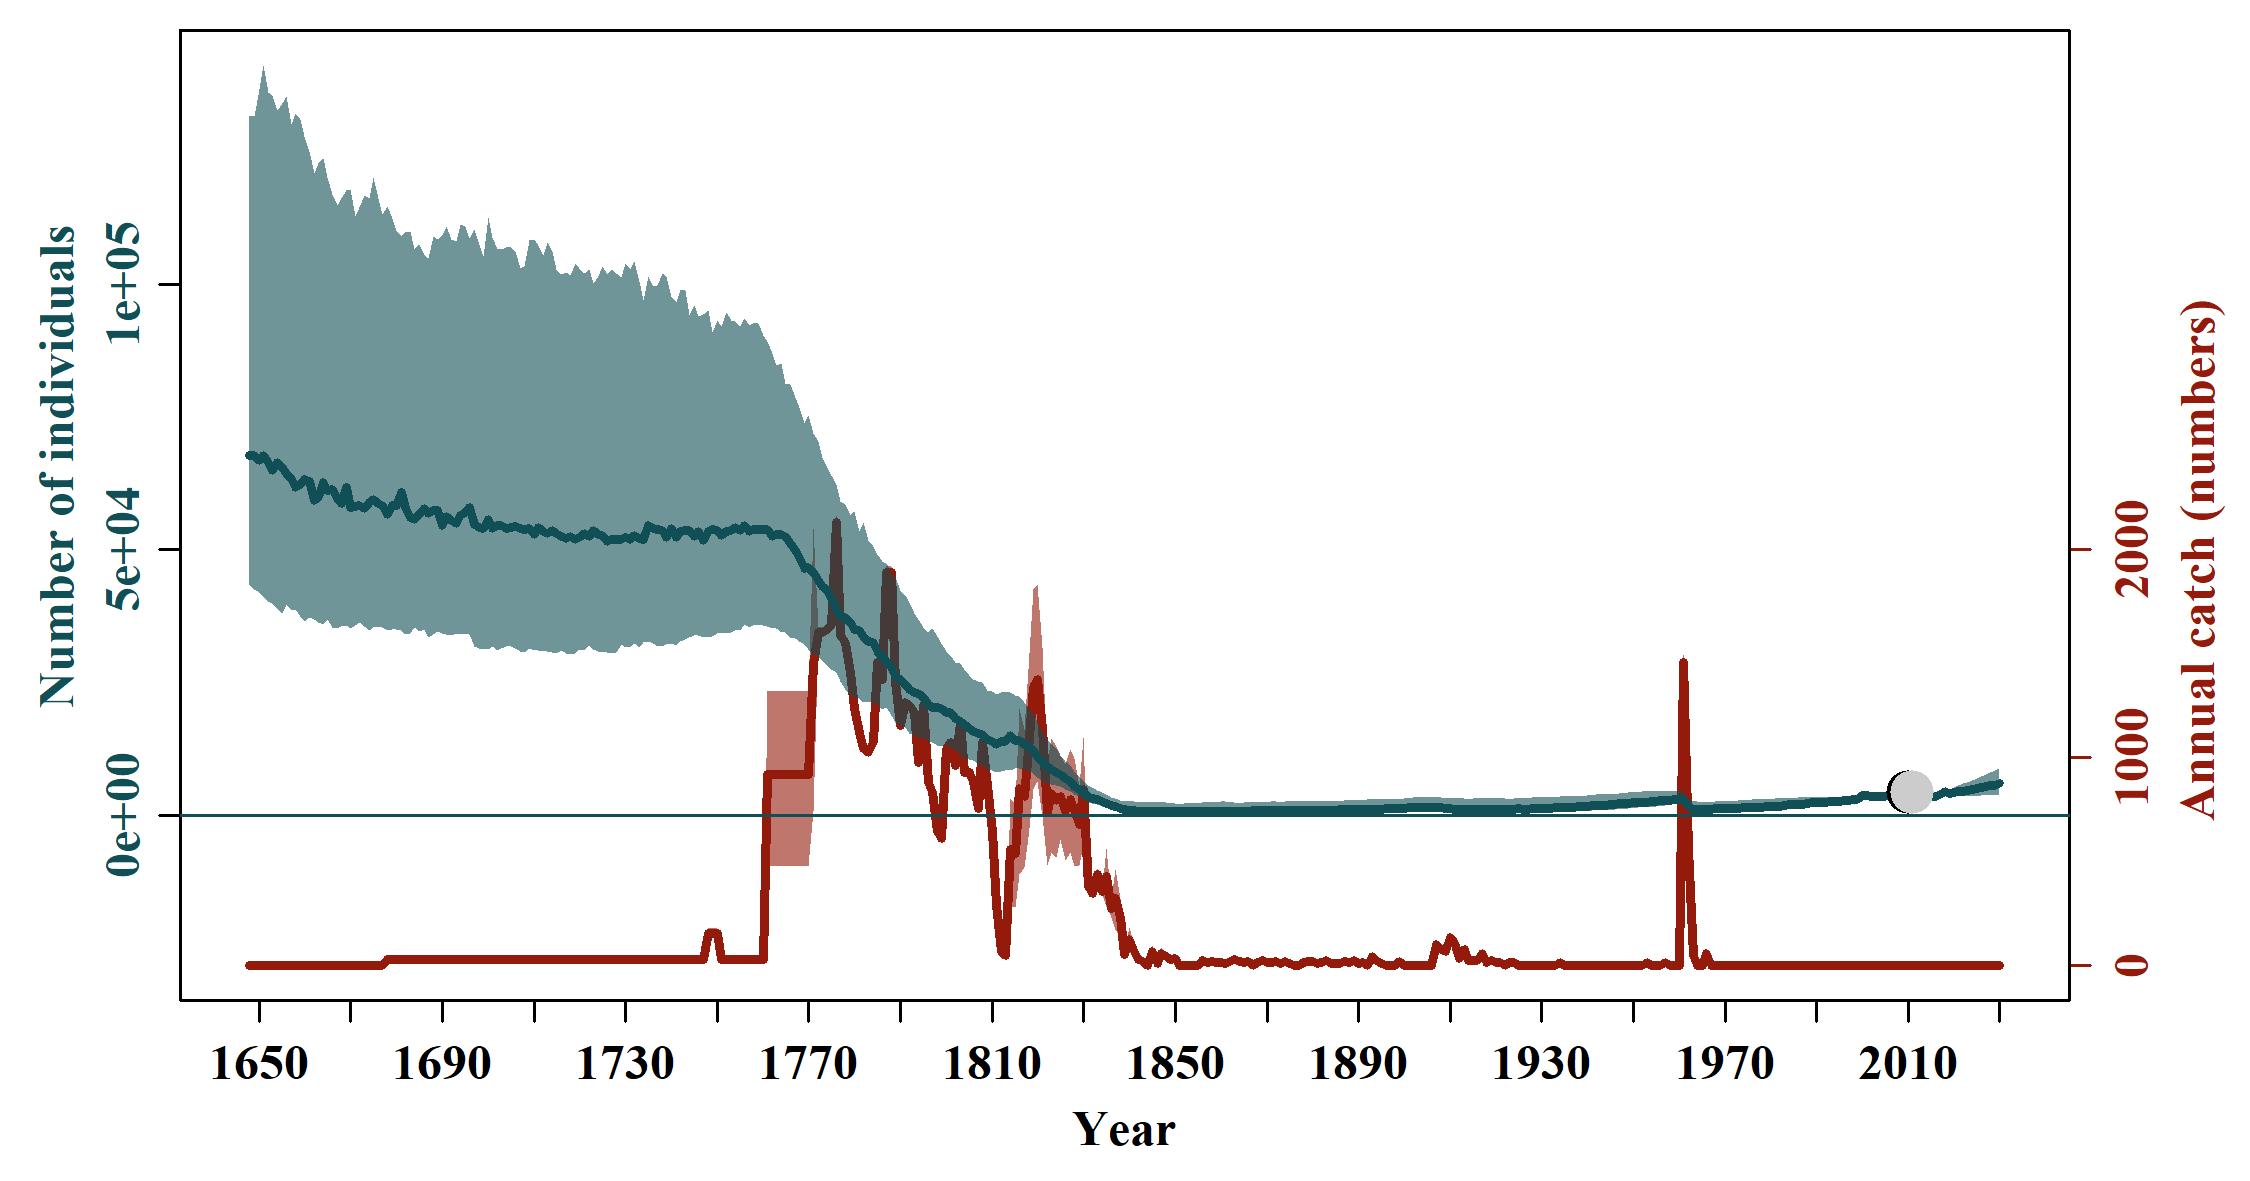 Number of individuals
1e+05
5e+04
0e+00
Annual catch (numbers)
2000
1000
0
1650 1690 1730 1770 1810 1850 1890 1930 1970 2010
Year